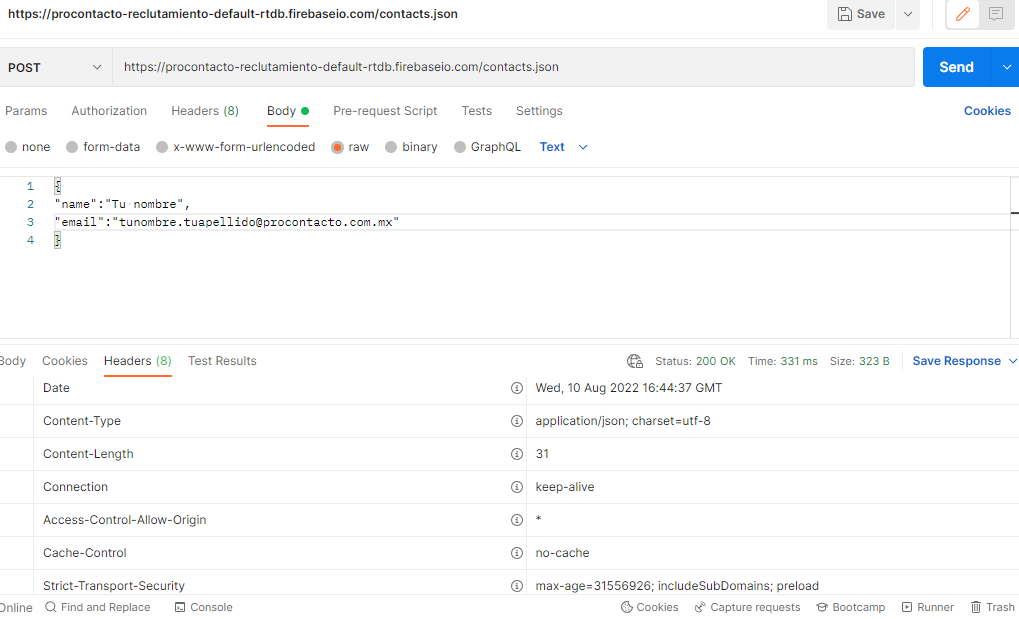 https://procontacto-reclutamiento-default-rtdb.firebaseio.com/contacts.json Save
POST https://procontacto-reclutamiento-default-rtdb.firebaseio.com/contacts.json Send
Params Authorization Headers (8) Body Pre-request Script Tests Settings Cookies
none form-data x-www-form-urlencoded raw binary GraphQL Text
1 {
2 "name":"Tu nombre",
3 "email":"tunombre.tuapellido@procontacto.com.mx"
4 }
Body Cookies Headers (8) Test Results Status: 200 OK Time: 331 ms Size: 323 B Save Response
Date Wed, 10 Aug 2022 16:44:37 GMT
Content-Type application/json; charset=utf-8
Content-Length 31
Connection keep-alive
Access-Control-Allow-Origin *
Cache-Control no-cache
Strict-Transport-Security max-age=31556926; includeSubDomains; preload
Online Find and Replace Console Cookies Capture requests Bootcamp Runner Trash